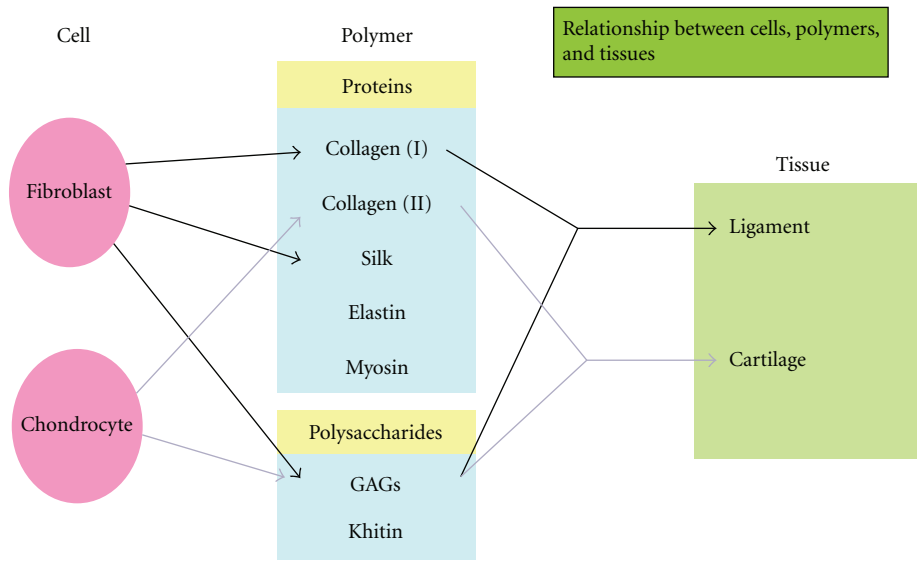 Cell
Polymer
Relationship between cells, polymers,
and tissues
Proteins
Collagen (I)
Collagen (II)
Silk
Elastin
Myosin
Fibroblast
Chondrocyte
Polysaccharides
GAGs
Khitin
Tissue
Ligament
Cartilage